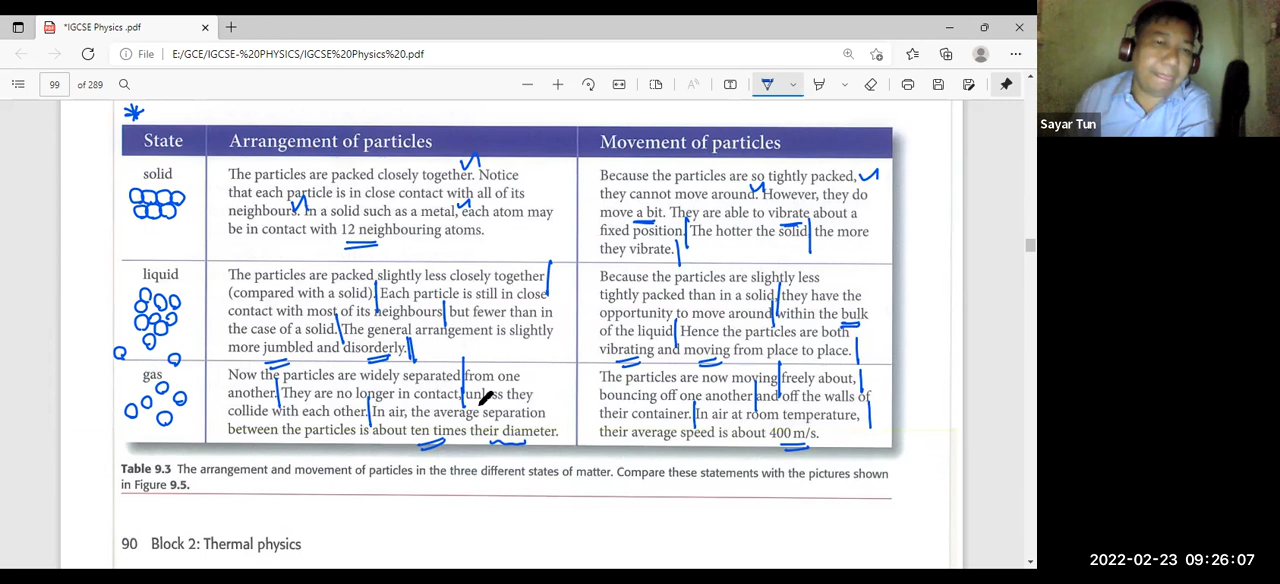 *IGCSE Physics .pdf
File
E:/GCE/IGCSE-%20PHYSICS/IGCSE%20Physics%20.pdf
99
of 289
Sayar Tun
State
Arrangement of particles
Movement of particles
solid
The particles are packed closely together. Notice
that each particle is in close contact with all of its
neighbours. In a solid such as a metal, each atom may
be in contact with 12 neighbouring atoms.
Because the particles are so tightly packed,
they cannot move around. However, they do
move a bit. They are able to vibrate about a
fixed position. The hotter the solid, the more
they vibrate.
liquid
The particles are packed slightly less closely together
(compared with a solid). Each particle is still in close
contact with most of its neighbours, but fewer than in
the case of a solid. The general arrangement is slightly
more jumbled and disorderly.
Because the particles are slightly less
tightly packed than in a solid, they have the
opportunity to move around within the bulk
of the liquid. Hence the particles are both
vibrating and moving from place to place.
gas
Now the particles are widely separated from one
another. They are no longer in contact, unless they
collide with each other. In air, the average separation
between the particles is about ten times their diameter.
The particles are now moving freely about,
bouncing off one another and off the walls of
their container. In air at room temperature,
their average speed is about 400 m/s.
Table 9.3 The arrangement and movement of particles in the three different states of matter. Compare these statements with the pictures shown
in Figure 9.5.
90 Block 2: Thermal physics
2022-02-23 09:26:07